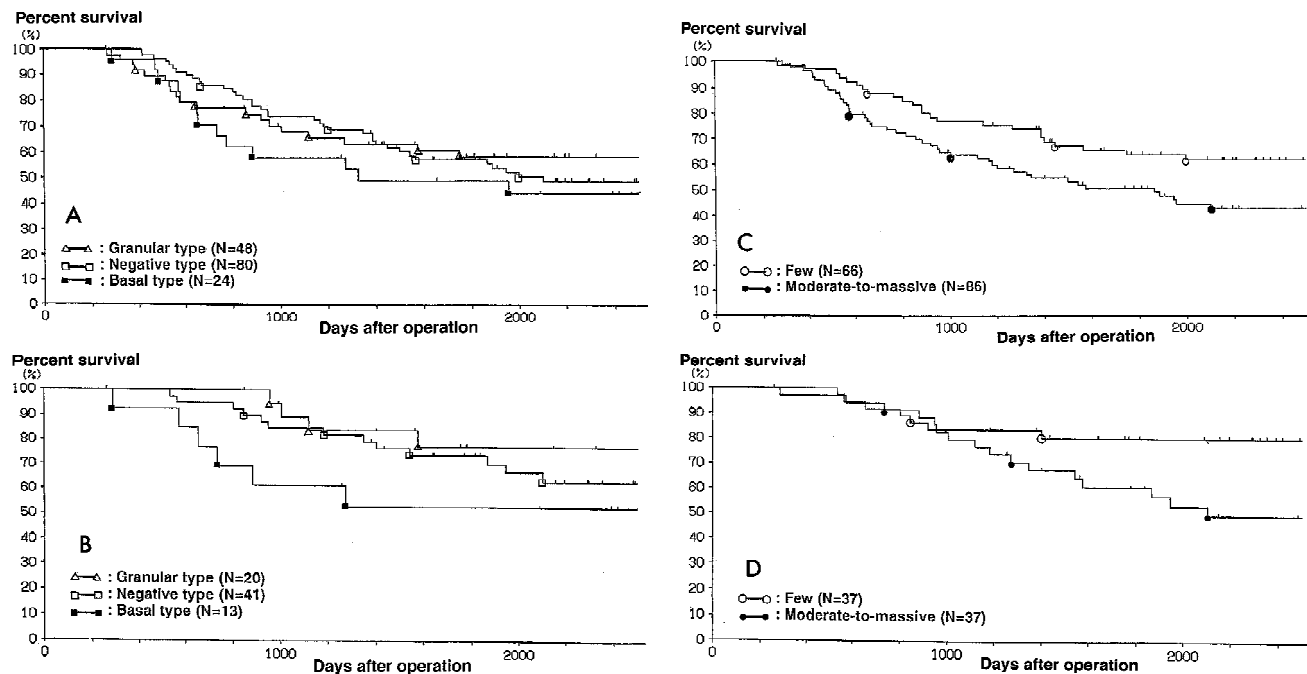 Percent survival
(%)
100
90
80
70
60
50
40
30
20
10
0
A
: Granular type (N=48)
: Negative type (N=80)
: Basal type (N=24)
0 1000 2000
Days after operation
Percent survival
(%)
100
90
80
70
60
50
40
30
20
10
0
B
: Granular type (N=20)
: Negative type (N=41)
: Basal type (N=13)
0 1000 2000
Days after operation
Percent survival
(%)
100
90
80
70
60
50
40
30
20
10
0
C
: Few (N=66)
: Moderate-to-massive (N=86)
0 1000 2000
Days after operation
Percent survival
(%)
100
90
80
70
60
50
40
30
20
10
0
D
: Few (N=37)
: Moderate-to-massive (N=37)
0 1000 2000
Days after operation